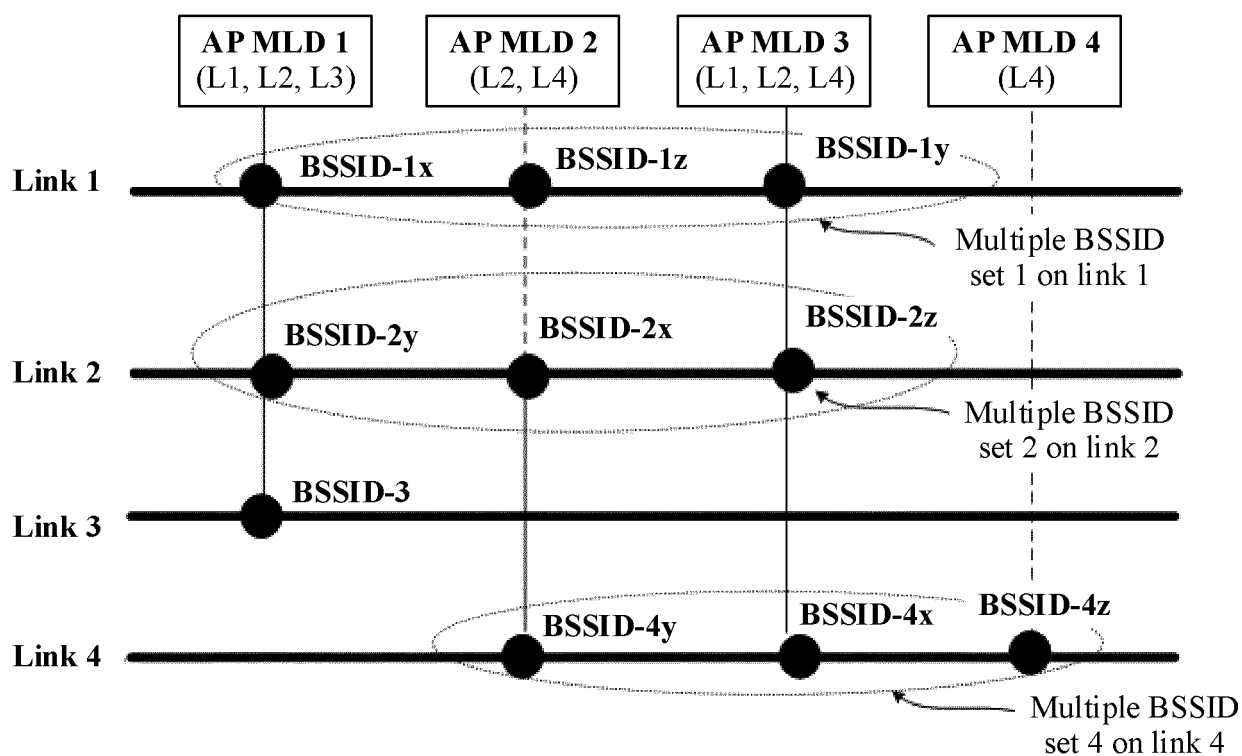 AP MLD 1
(L1, L2, L3)
AP MLD 2
(L2, L4)
AP MLD 3
(L1, L2, L4)
AP MLD 4
(L4)
Link 1
BSSID-1x
BSSID-1z
BSSID-1y
Multiple BSSID
set 1 on link 1
Link 2
BSSID-2y
BSSID-2x
BSSID-2z
Multiple BSSID
set 2 on link 2
Link 3
BSSID-3
Link 4
BSSID-4y
BSSID-4x
BSSID-4z
Multiple BSSID
set 4 on link 4